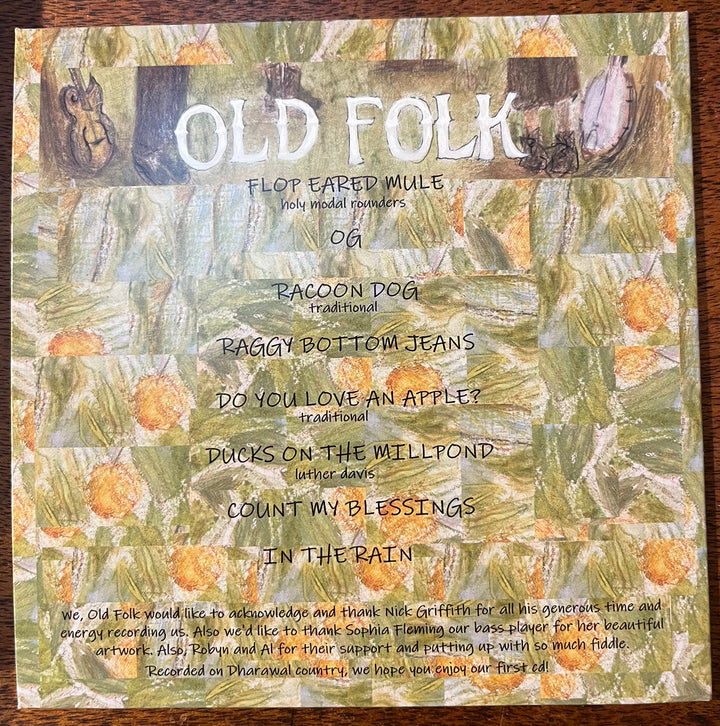 OLD FOLK
FLOP EARED MULE
holy modal rounders
OG
RACOON DOG
traditional
RAGGY BOTTOM JEANS
DO YOU LOVE AN APPLE?
traditional
DUCKS ON THE MILLPOND
luther davis
COUNT MY BLESSINGS
IN THE RAIN
We, Old Folk would like to acknowledge and thank Nick Griffith for all his generous time and
energy recording us. Also we'd like to thank Sophia Fleming our bass player for her beautiful
artwork. Also, Robyn and Al for their support and putting up with so much fiddle.
Recorded on Dharawal country, we hope you enjoy our first cd!